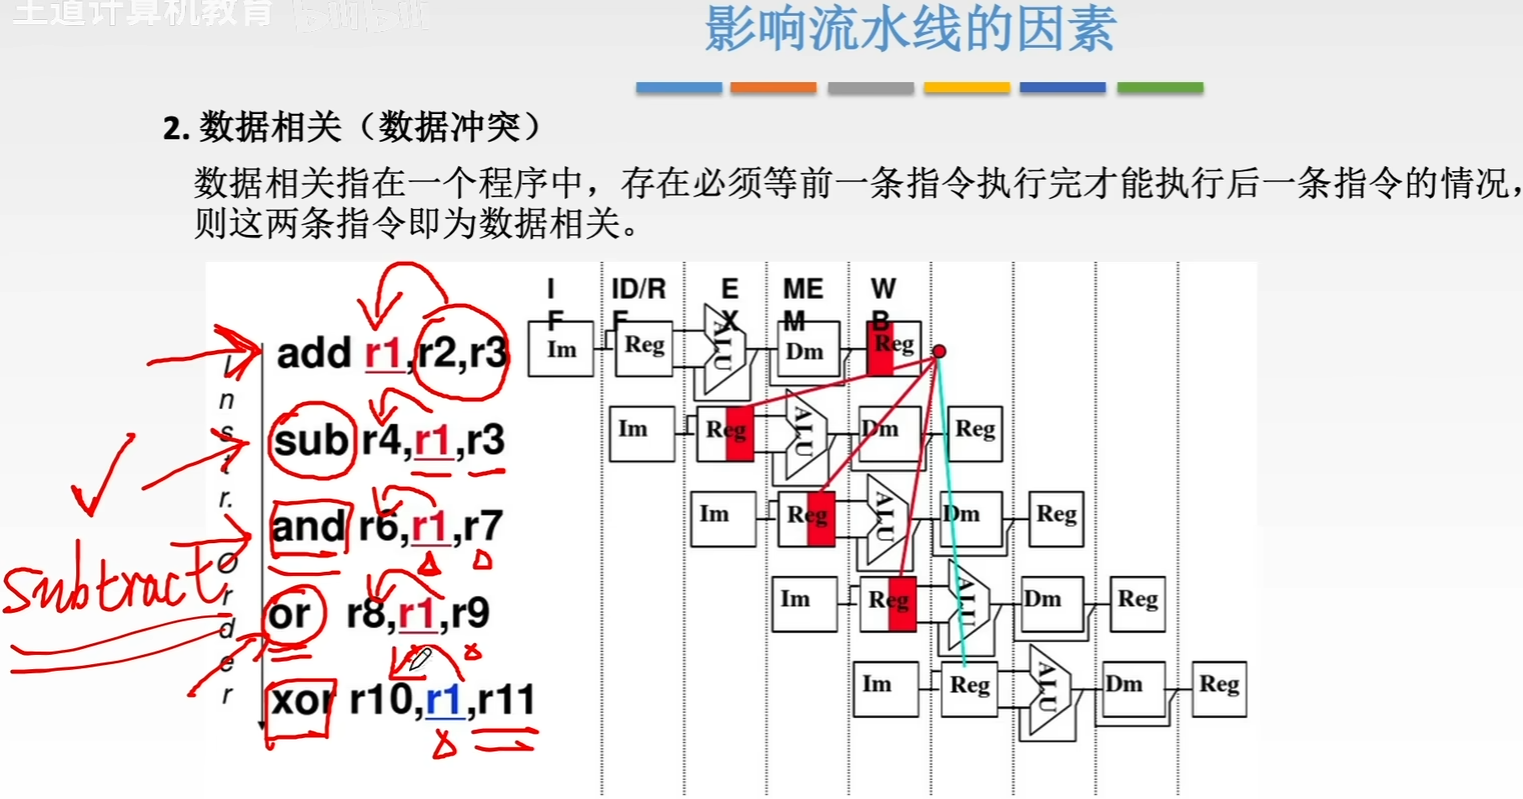 王道计算机教育 bilibili
影响流水线的因素
2. 数据相关（数据冲突）
数据相关指在一个程序中，存在必须等前一条指令执行完才能执行后一条指令的情况，
则这两条指令即为数据相关。
IF ID/RF EX MEM WB
Instr. Order
add r1,r2,r3 Im Reg ALU Dm Reg
sub r4,r1,r3 Im Reg ALU Dm Reg
and r6,r1,r7 Im Reg ALU Dm Reg
subtract
or r8,r1,r9 Im Reg ALU Dm Reg
xor r10,r1,r11 Im Reg ALU Dm Reg